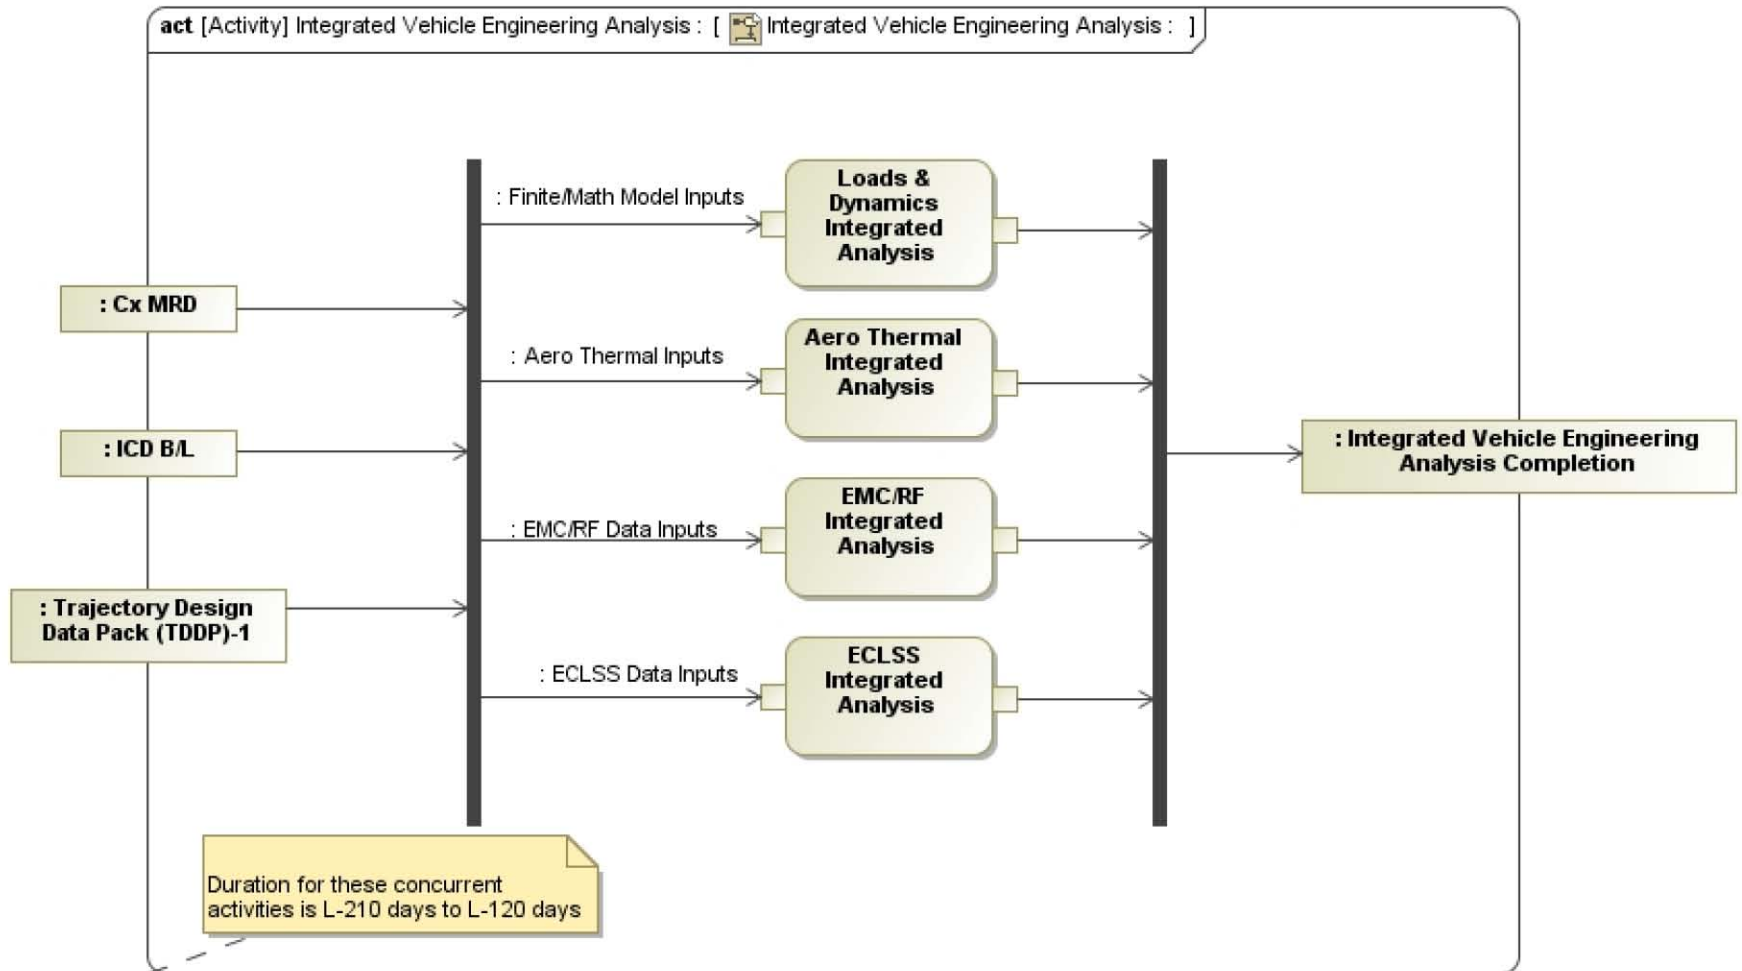 act [Activity] Integrated Vehicle Engineering Analysis : [ Integrated Vehicle Engineering Analysis : ]
: Cx MRD
: ICD B/L
: Trajectory Design
Data Pack (TDDP)-1
: Finite/Math Model Inputs
Loads &
Dynamics
Integrated
Analysis
: Aero Thermal Inputs
Aero Thermal
Integrated
Analysis
: EMC/RF Data Inputs
EMC/RF
Integrated
Analysis
: ECLSS Data Inputs
ECLSS
Integrated
Analysis
: Integrated Vehicle Engineering
Analysis Completion
Duration for these concurrent
activities is L-210 days to L-120 days